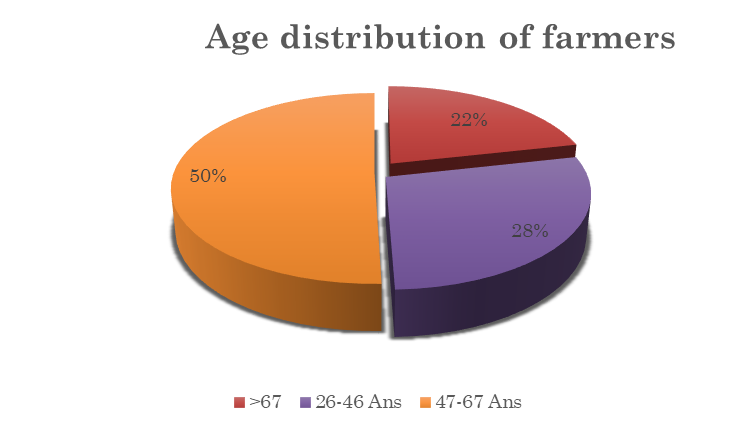 Age distribution of farmers
22%
50%
28%
>67 26-46 Ans 47-67 Ans